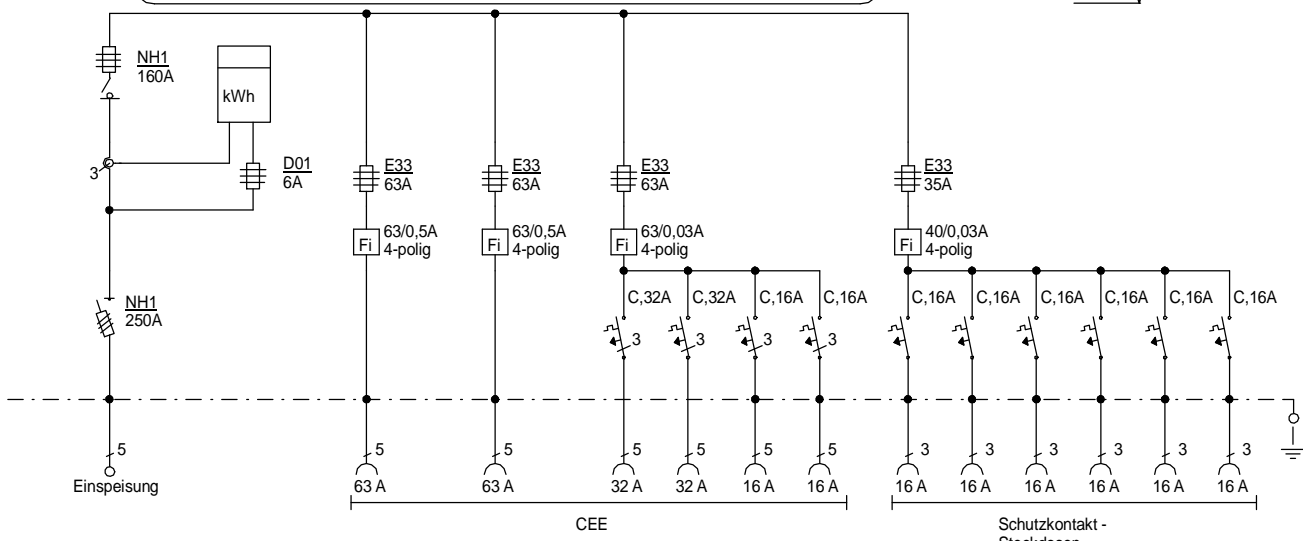 NH1
160A
kWh
3
D01
6A
E33
63A
E33
63A
E33
63A
E33
35A
Fi
63/0,5A
4-polig
Fi
63/0,5A
4-polig
Fi
63/0,03A
4-polig
Fi
40/0,03A
4-polig
NH1
250A
C,32A
C,32A
C,16A
C,16A
C,16A
C,16A
C,16A
C,16A
C,16A
C,16A
3
3
3
3
5
5
5
5
5
5
5
3
3
3
3
3
3
Einspeisung
63 A
63 A
32 A
32 A
16 A
16 A
16 A
16 A
16 A
16 A
16 A
16 A
CEE
Schutzkontakt -